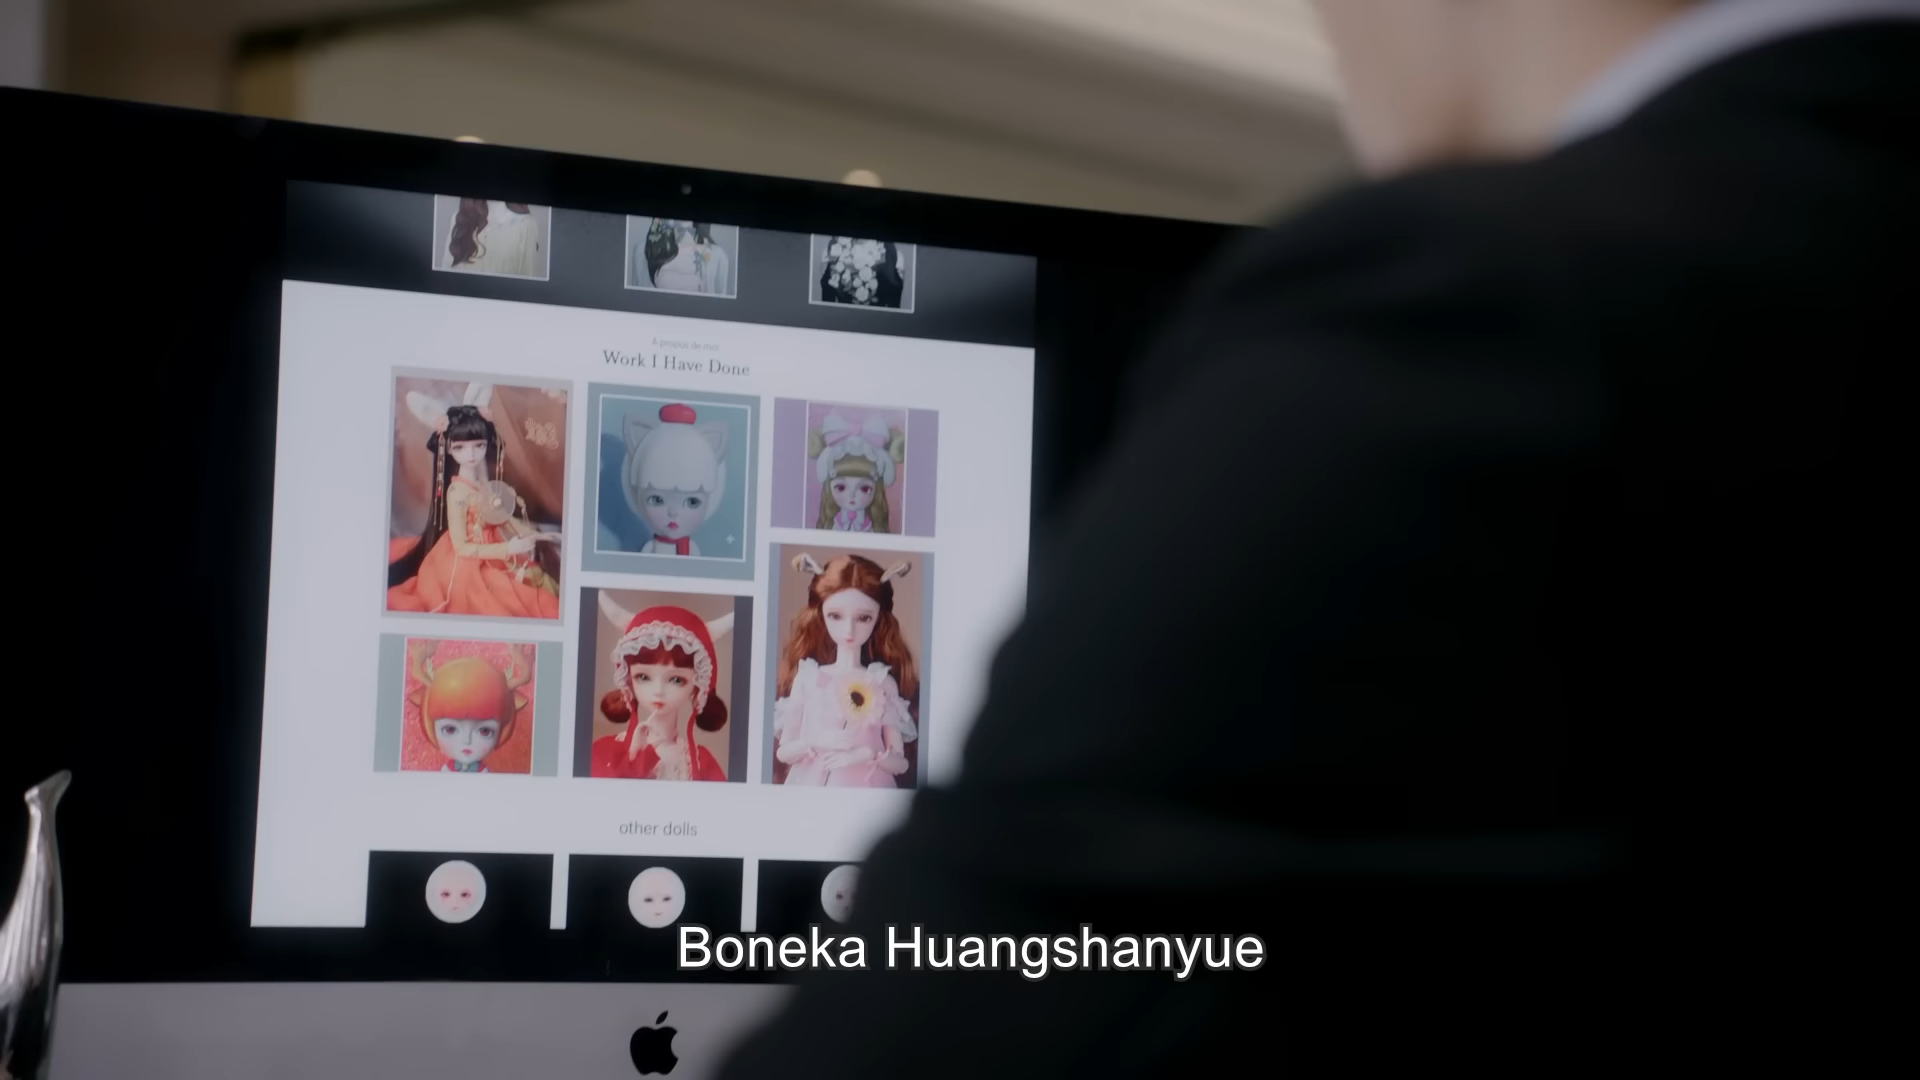 À propos de moi
Work I Have Done
other dolls
Boneka Huangshanyue